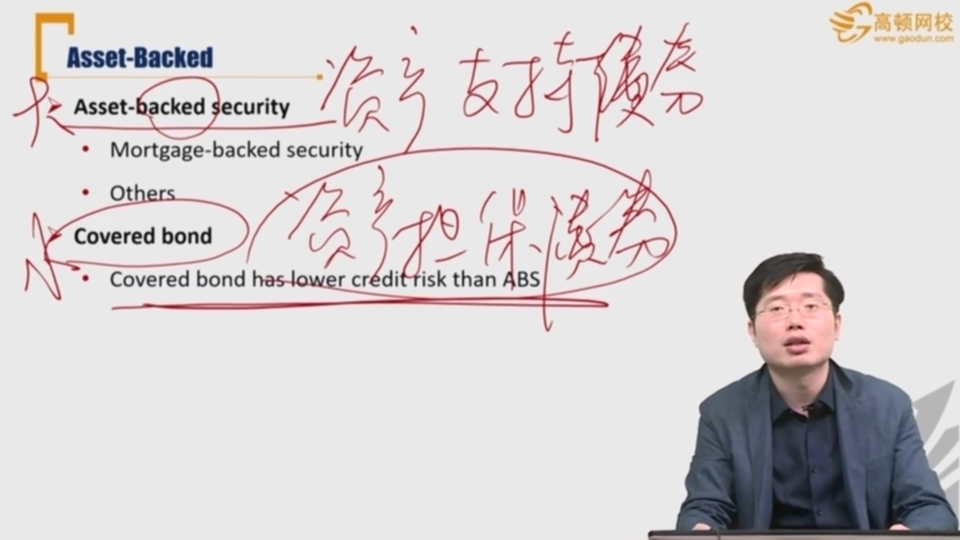 高顿网校
www.gaodun.com
Asset-Backed
Asset-backed security
资产支持债券
Mortgage-backed security
Others
Covered bond
资产担保债券
Covered bond has lower credit risk than ABS